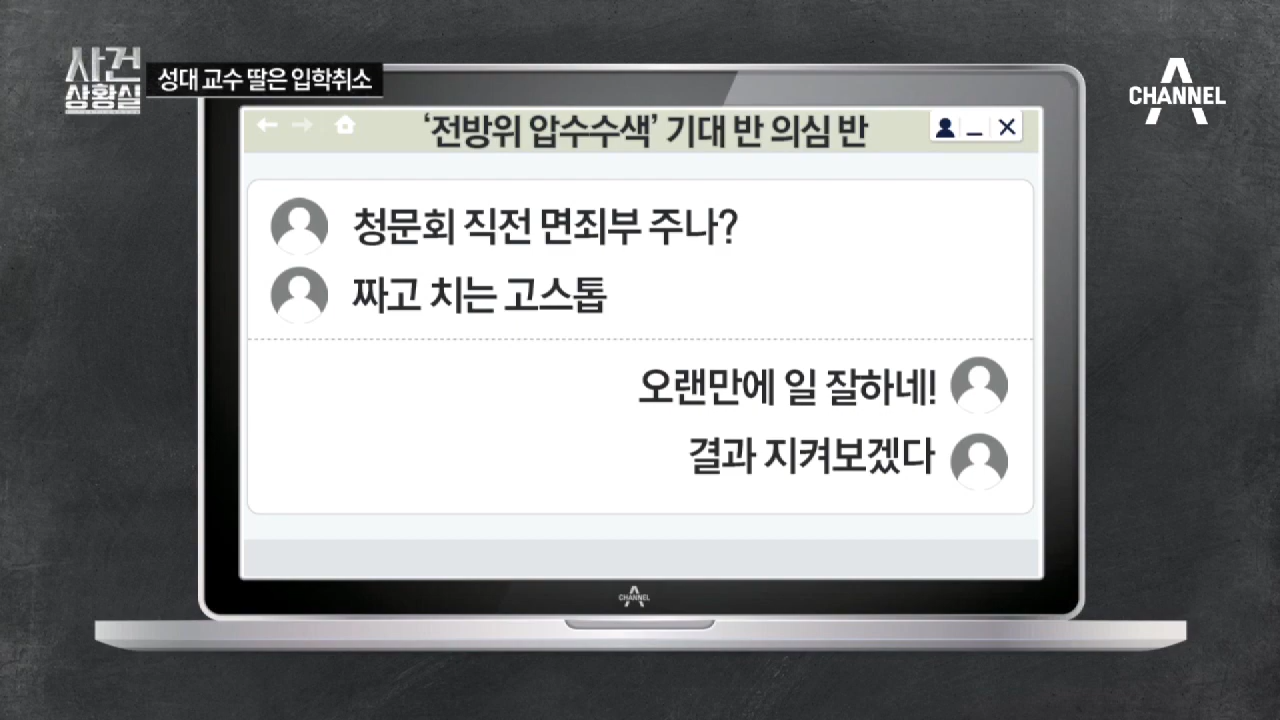 사건
상황실
성대 교수 딸은 입학취소
CHANNEL A
‘전방위 압수수색’ 기대 반 의심 반
청문회 직전 면죄부 주나?
짜고 치는 고스톱
오랜만에 일 잘하네!
결과 지켜보겠다
CHANNEL A